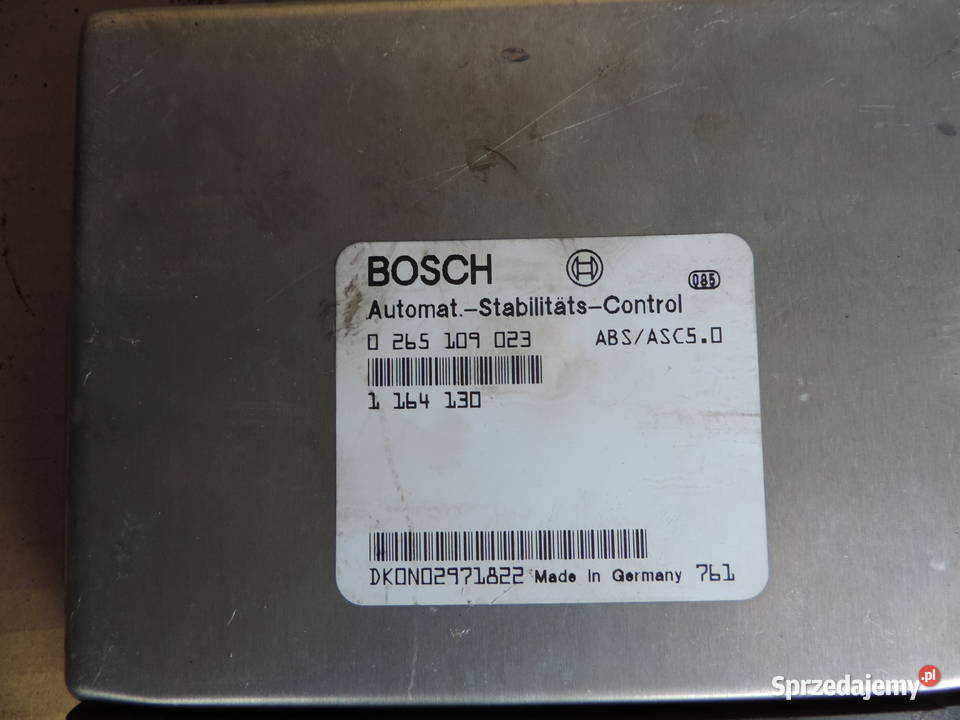 BOSCH
085
Automat.-Stabilitäts-Control
0 265 109 023 ABS/ASC5.0
1 164 130
DK0N02971822 Made In Germany 761
Sprzedajemy .pl